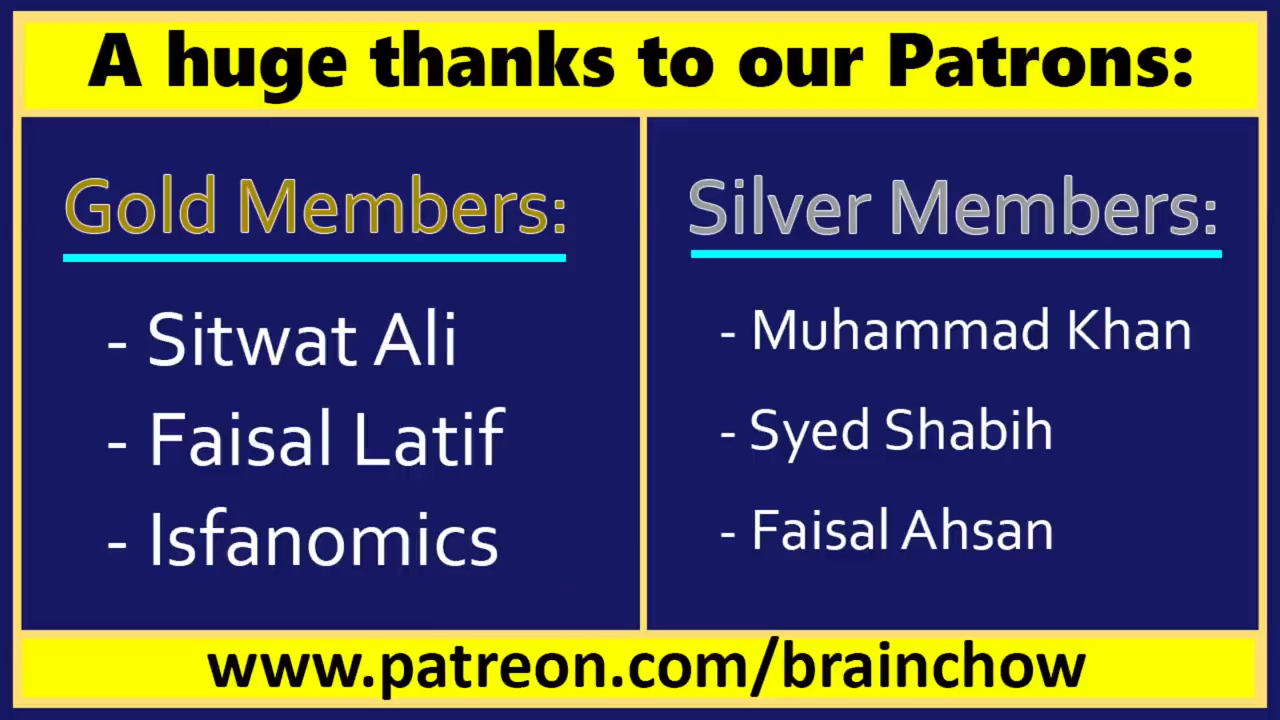 A huge thanks to our Patrons:
Gold Members:
- Sitwat Ali
- Faisal Latif
- Isfanomics
Silver Members:
- Muhammad Khan
- Syed Shabih
- Faisal Ahsan
www.patreon.com/brainchow